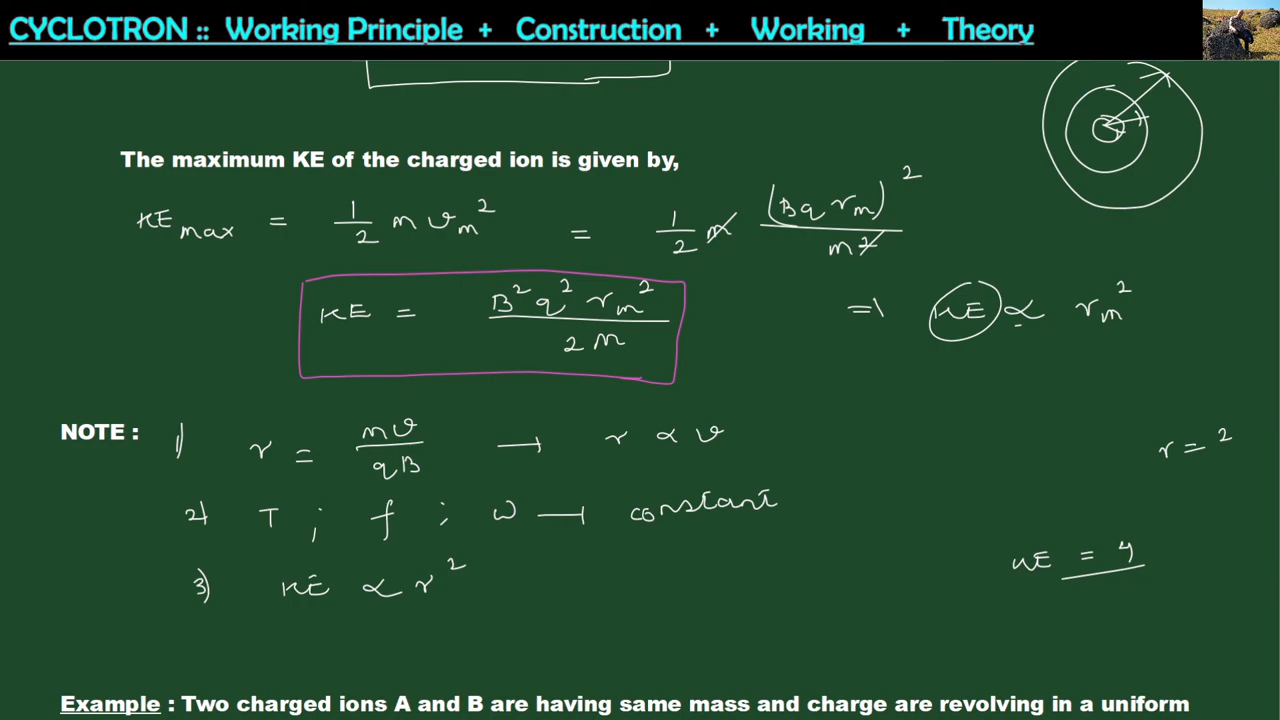 CYCLOTRON :: Working Principle + Construction + Working + Theory
The maximum KE of the charged ion is given by,
KE max = 1/2 m v_m^2 = 1/2 m (B q r_m)^2 / m^2
KE = B^2 q^2 r_m^2 / 2 m ⇒ KE ∝ r_m^2
NOTE : 1) r = mv / qB → r ∝ v
r = 2
2) T ; f ; ω → constant
KE = 4
3) KE ∝ r^2
Example : Two charged ions A and B are having same mass and charge are revolving in a uniform